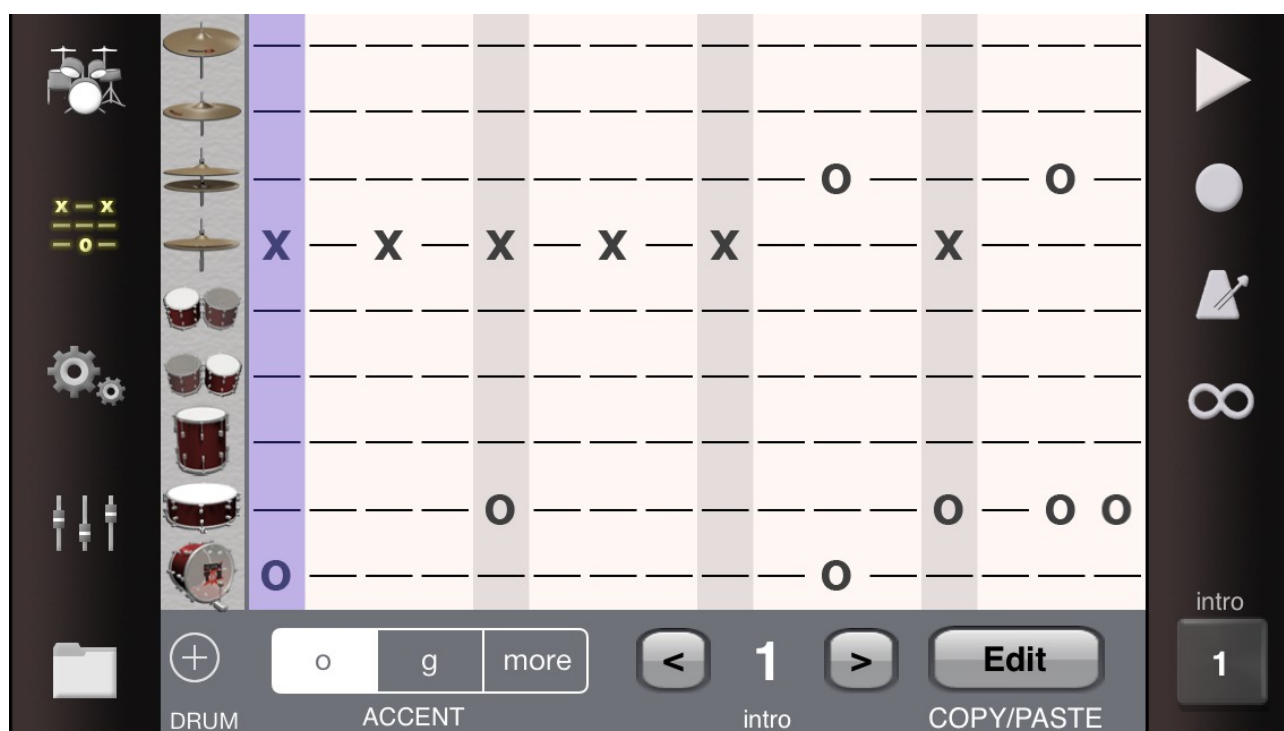 — — — — — — — — — — — — — — — —
— — — — — — — — — — — — — — — —
— — — — — — — — — — o — — — o —
x — x
— — —
— o —
x — x — x — x — x — — — x — — —
— — — — — — — — — — — — — — — —
— — — — — — — — — — — — — — — —
— — — — — — — — — — — — — — — —
— — — — o — — — — — — — o — o o
o — — — — — — — — — o — — — — —
intro
o g more < 1 > Edit 1
DRUM ACCENT intro COPY/PASTE